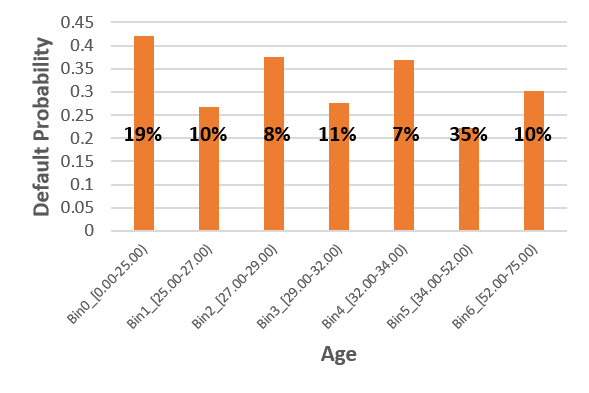 0.45
0.4
0.35
0.3
0.25
0.2
0.15
0.1
0.05
0
Default Probability
19% 10% 8% 11% 7% 35% 10%
Bin0_[0.00-25.00)
Bin1_[25.00-27.00)
Bin2_[27.00-29.00)
Bin3_[29.00-32.00)
Bin4_[32.00-34.00)
Bin5_[34.00-52.00)
Bin6_[52.00-75.00)
Age